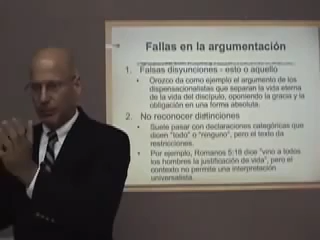 Fallas en la argumentación
1. Falsas disyunciones - esto o aquello
• Orozco da como ejemplo el argumento de los
dispensacionalistas que separan la vida eterna
de la vida del discípulo, oponiendo la gracia y la
obligación en una forma absoluta.
2. No reconocer distinciones
• Suele pasar con declaraciones categóricas que
dicen "todo" o "ninguno", pero el texto da
restricciones.
• Por ejemplo, Romanos 5:18 dice "vino a todos
los hombres la justificación de vida", pero el
contexto no permite una interpretación
universalista.